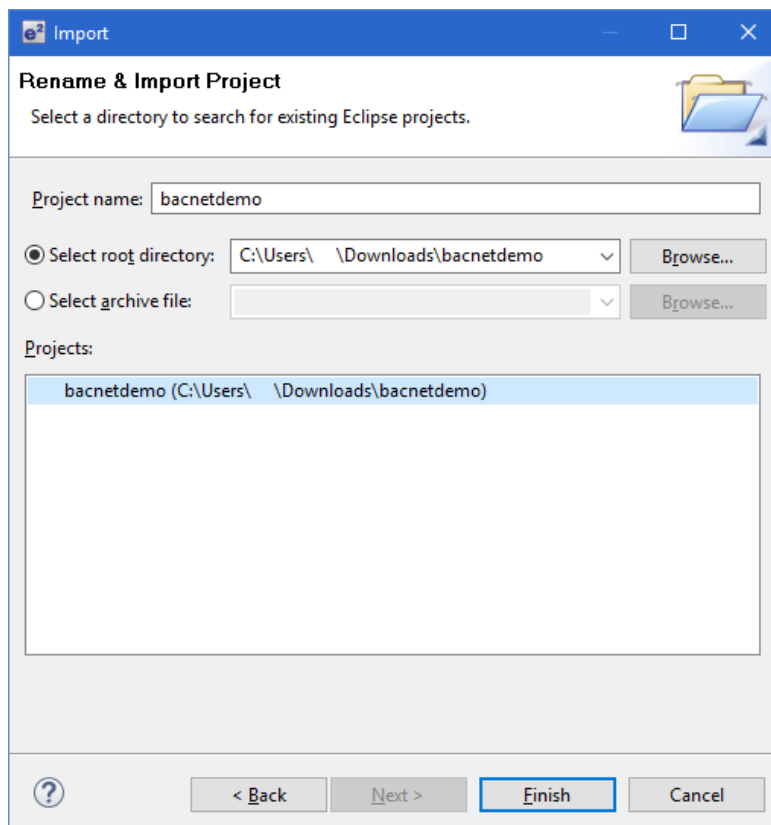 e² Import
Rename & Import Project
Select a directory to search for existing Eclipse projects.
Project name: bacnetdemo
Select root directory: C:\Users\ \Downloads\bacnetdemo Browse...
Select archive file: Browse...
Projects:
bacnetdemo (C:\Users\ \Downloads\bacnetdemo)
? < Back Next > Finish Cancel